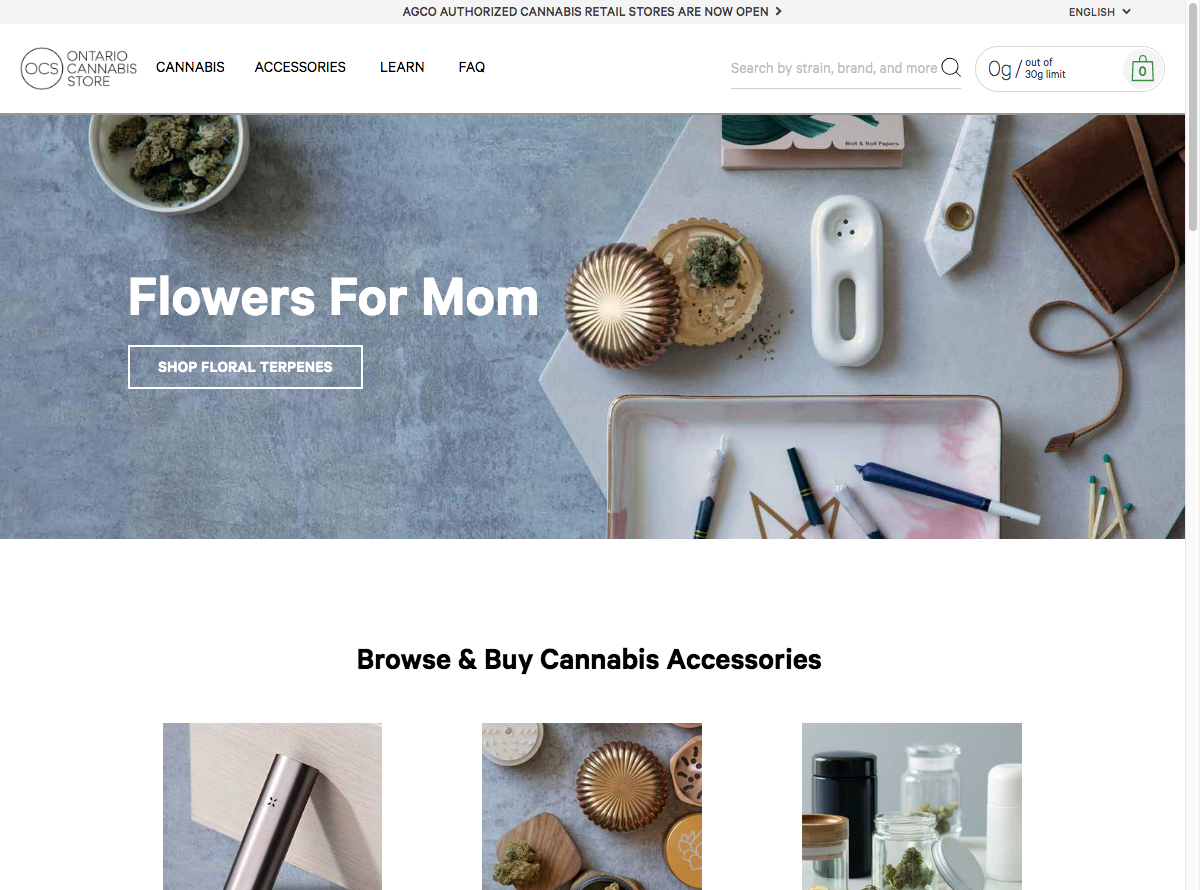 AGCO AUTHORIZED CANNABIS RETAIL STORES ARE NOW OPEN
ENGLISH
OCS
ONTARIO
CANNABIS
STORE
CANNABIS
ACCESSORIES
LEARN
FAQ
Search by strain, brand, and more
0g / out of
30g limit
0
Blot & Roll Papers
Flowers For Mom
SHOP FLORAL TERPENES
Browse & Buy Cannabis Accessories